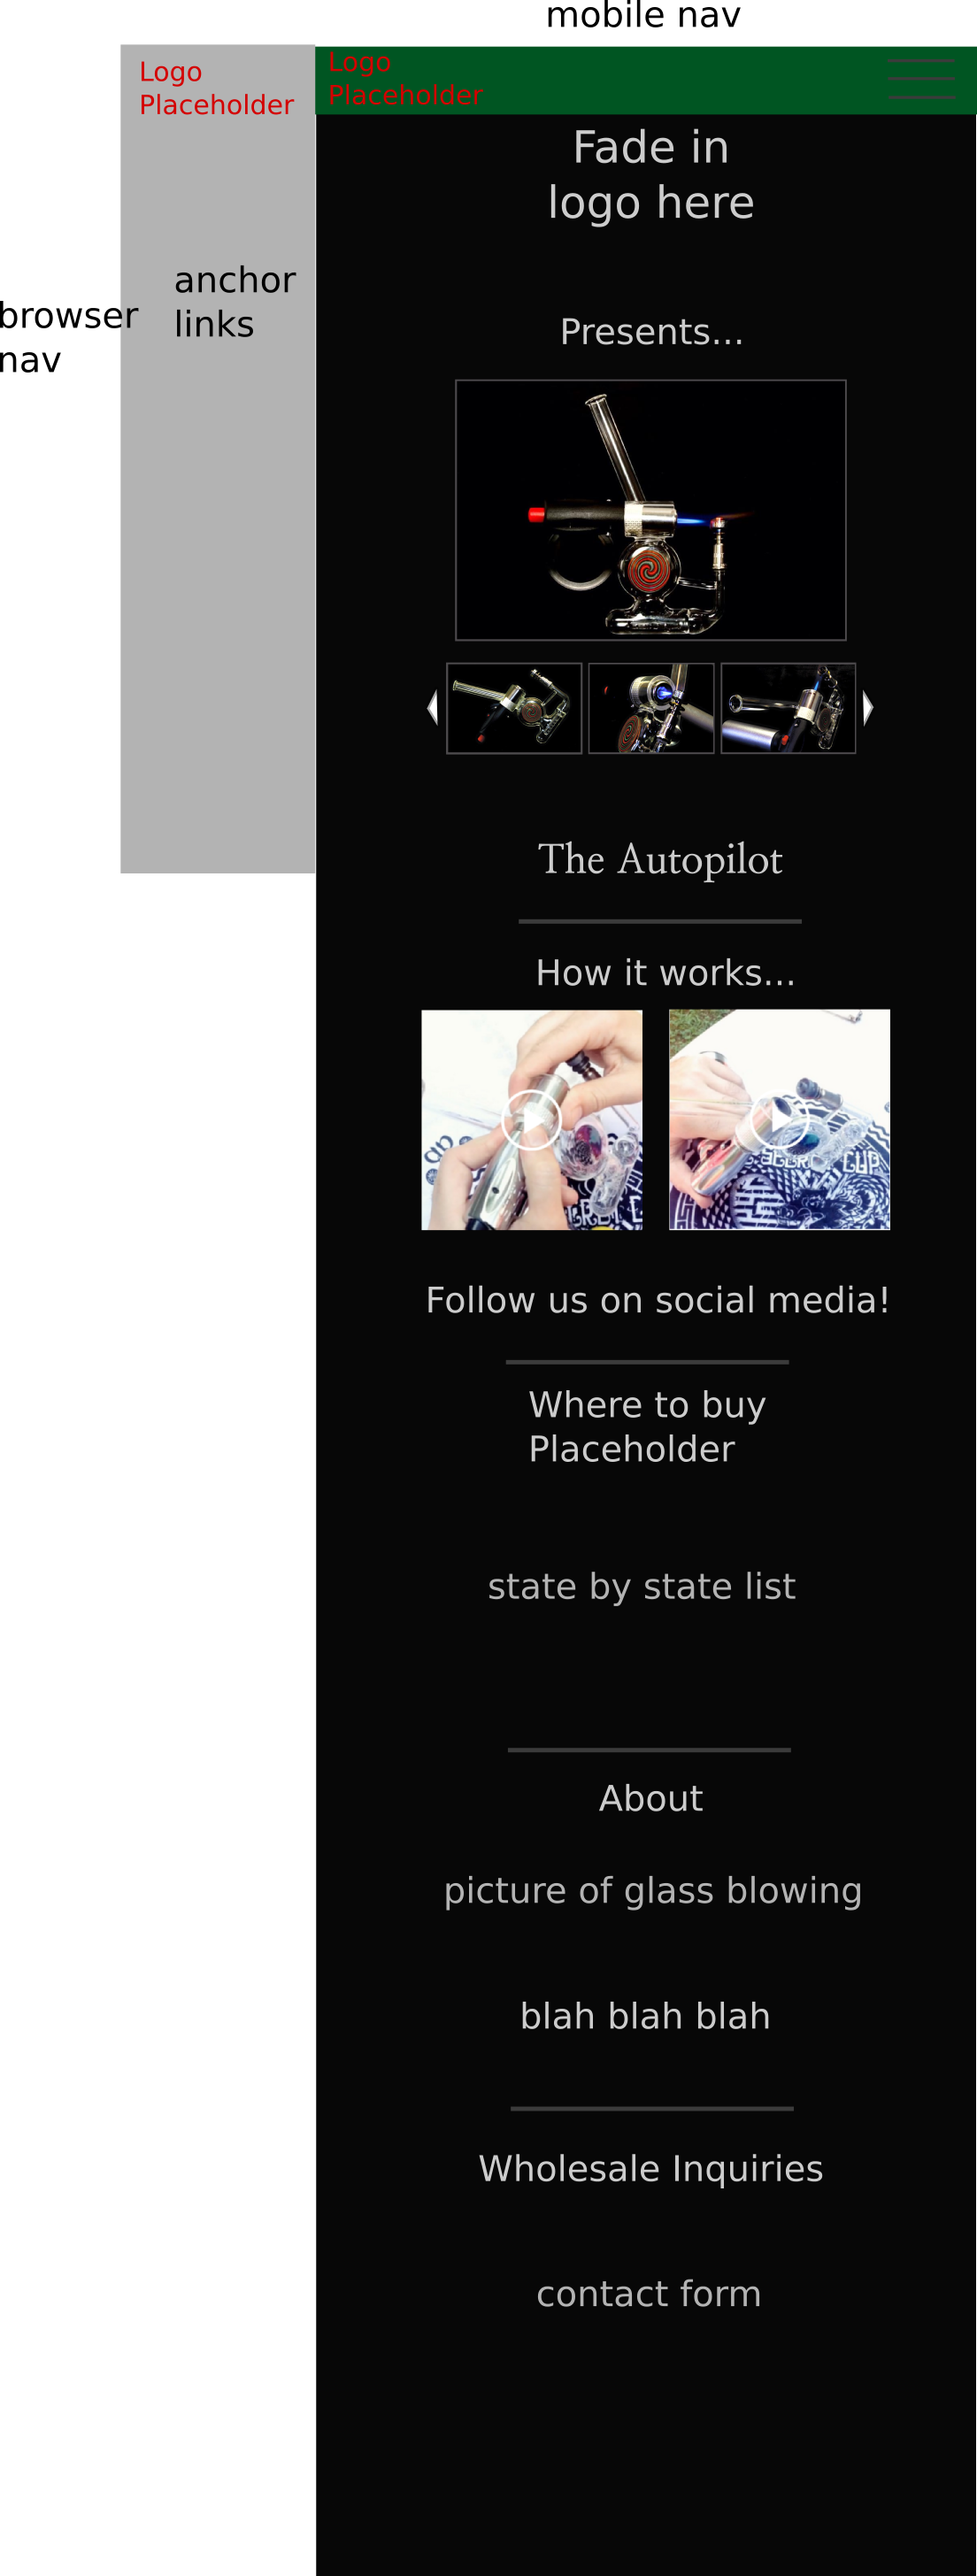 mobile nav
Logo
Placeholder
Logo
Placeholder
Fade in
logo here
anchor
links
browser
nav
Presents...
The Autopilot
How it works...
Follow us on social media!
Where to buy
Placeholder
state by state list
About
picture of glass blowing
blah blah blah
Wholesale Inquiries
contact form